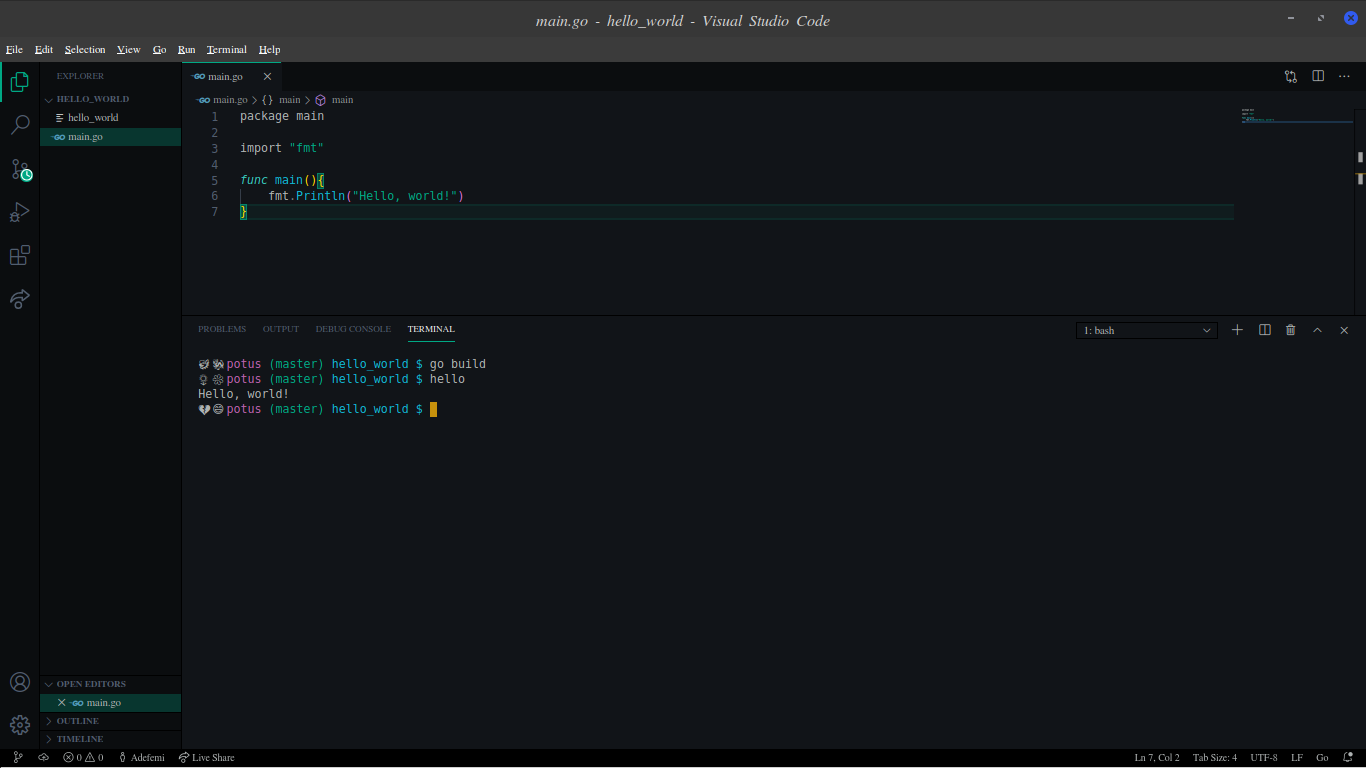 main.go - hello_world - Visual Studio Code
File Edit Selection View Go Run Terminal Help
EXPLORER
HELLO_WORLD
hello_world
GO main.go
GO main.go
GO main.go > {} main > main
1 package main
2
3 import "fmt"
4
5 func main(){
6 fmt.Println("Hello, world!")
7 }
PROBLEMS OUTPUT DEBUG CONSOLE TERMINAL
1: bash
potus (master) hello_world $ go build
potus (master) hello_world $ hello
Hello, world!
💔😄potus (master) hello_world $
OPEN EDITORS
GO main.go
OUTLINE
TIMELINE
0 0 Adefemi Live Share
Ln 7, Col 2 Tab Size: 4 UTF-8 LF Go